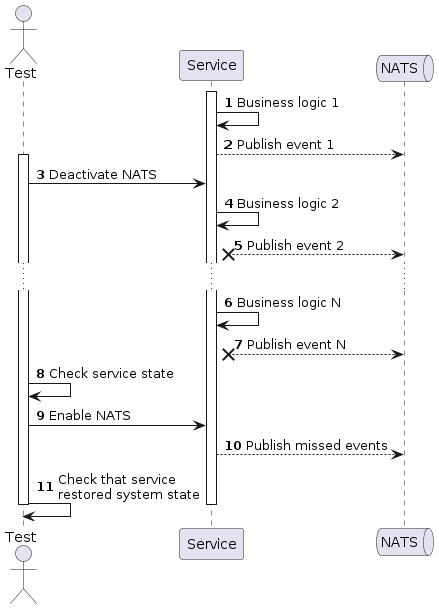 Test
Service
NATS
1 Business logic 1
2 Publish event 1
3 Deactivate NATS
4 Business logic 2
5 Publish event 2
6 Business logic N
7 Publish event N
8 Check service state
9 Enable NATS
10 Publish missed events
11 Check that service
restored system state
Test
Service
NATS